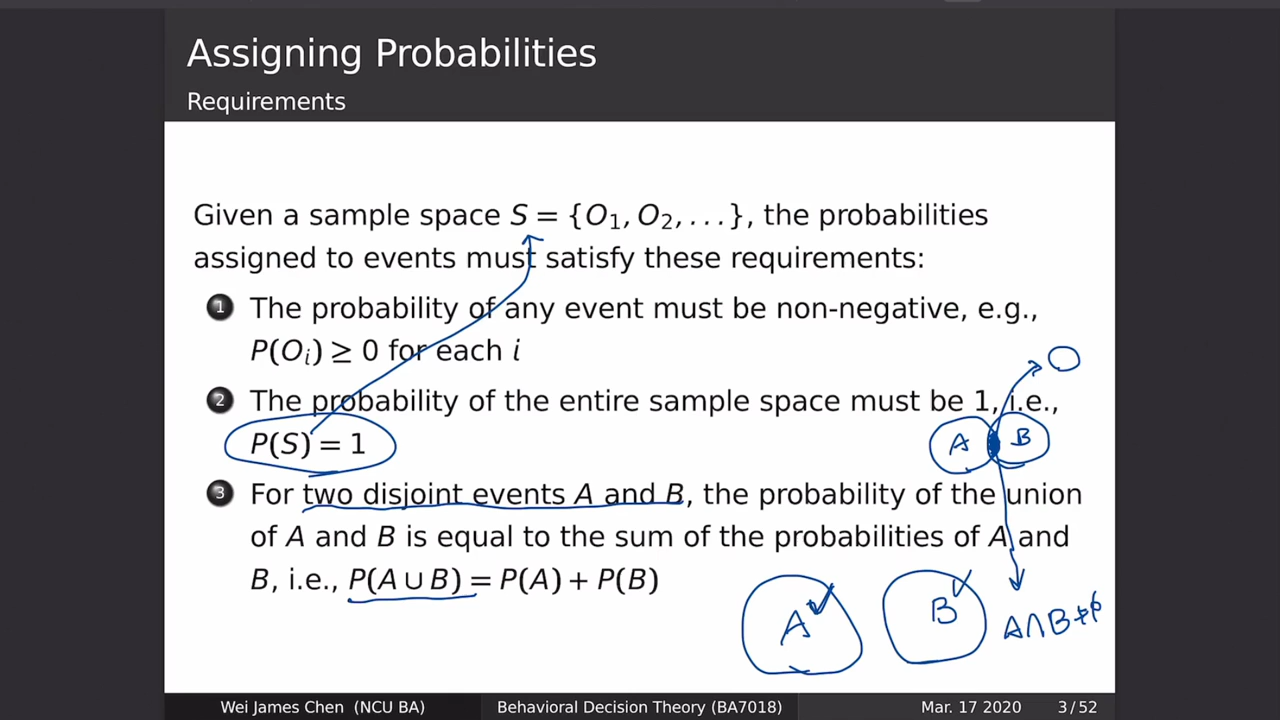 Assigning Probabilities
Requirements
Given a sample space S = {O₁, O₂, . . .}, the probabilities
assigned to events must satisfy these requirements:
1 The probability of any event must be non-negative, e.g.,
P(Oᵢ) ≥ 0 for each i
2 The probability of the entire sample space must be 1, i.e.,
P(S) = 1
A B
3 For two disjoint events A and B, the probability of the union
of A and B is equal to the sum of the probabilities of A and
B, i.e., P(A ∪ B) = P(A) + P(B)
A B A∩B≠ϕ
Wei James Chen (NCU BA) Behavioral Decision Theory (BA7018) Mar. 17 2020 3 / 52